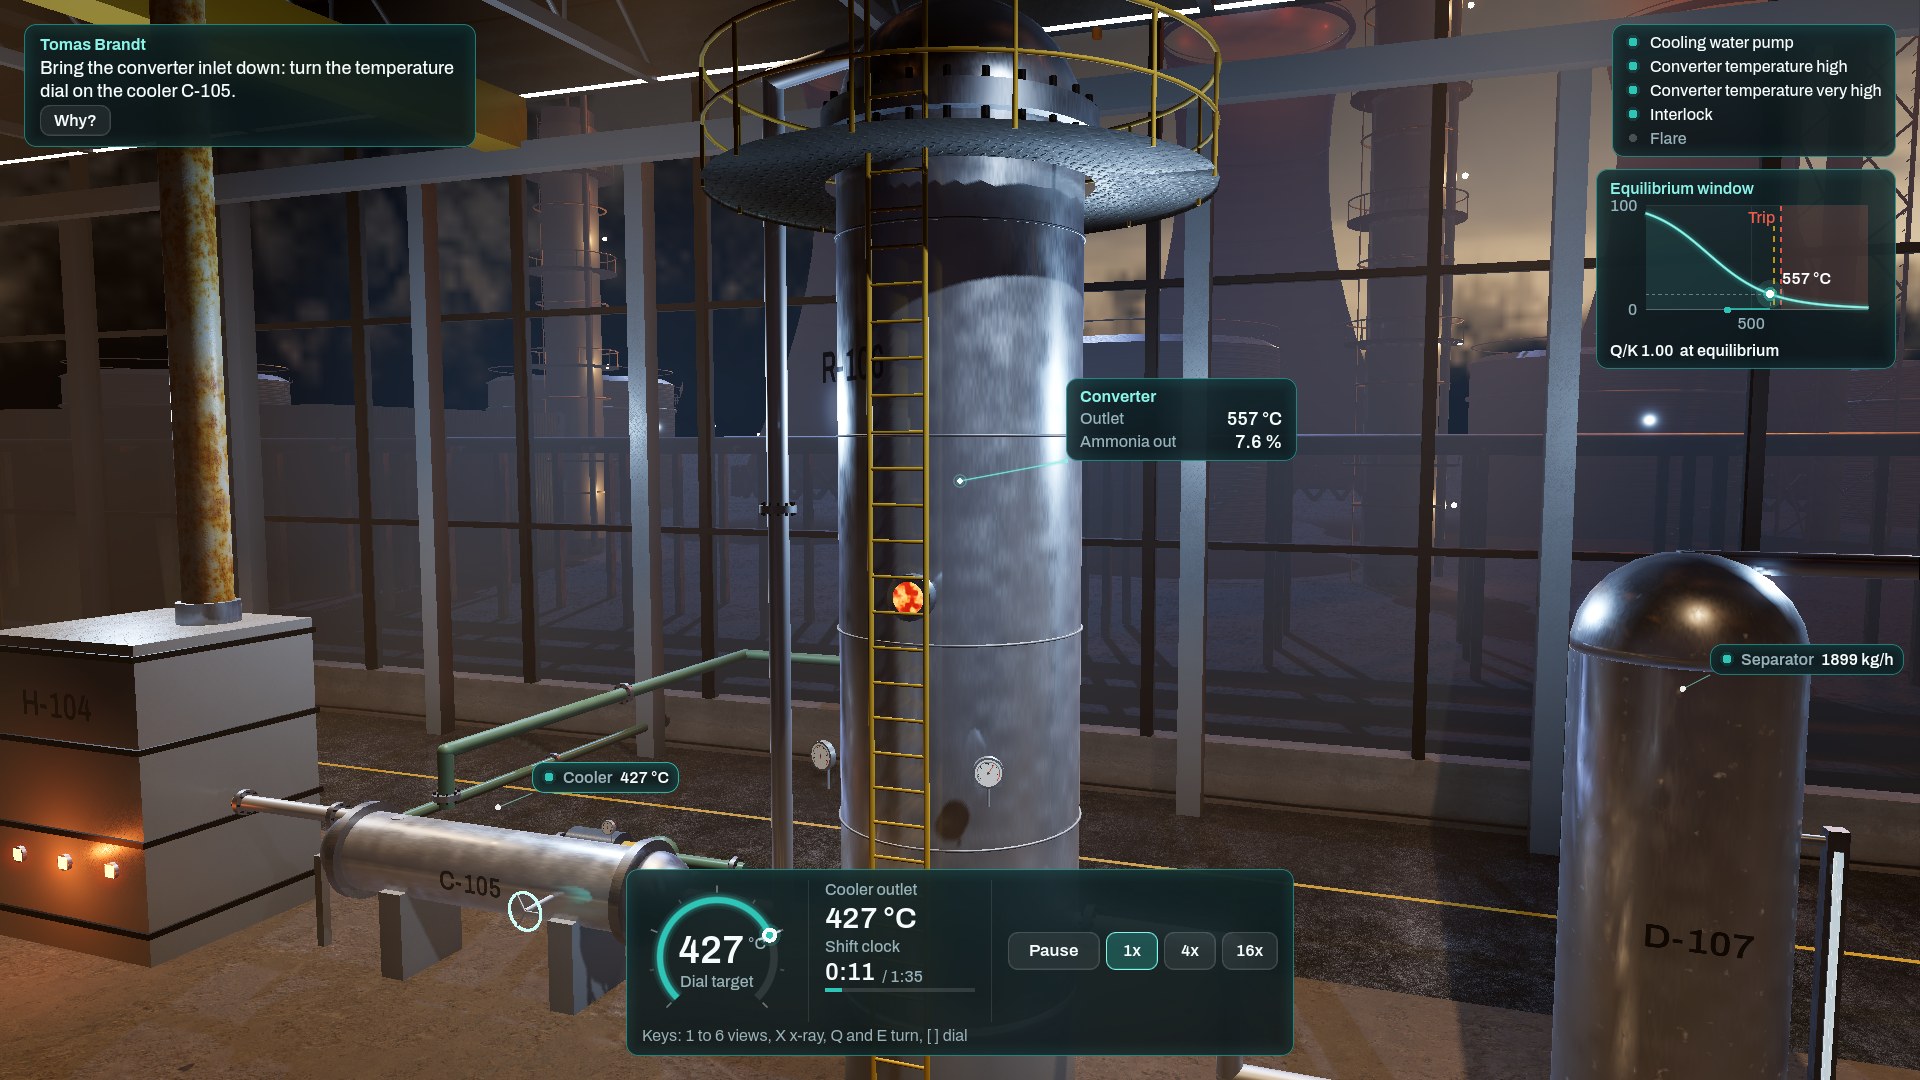 Tomas Brandt
Bring the converter inlet down: turn the temperature
dial on the cooler C-105.
Why?
Cooling water pump
Converter temperature high
Converter temperature very high
Interlock
Flare
Equilibrium window
100
Trip
557 °C
0
500
Q/K 1.00 at equilibrium
R-106
Converter
Outlet 557 °C
Ammonia out 7.6 %
Separator 1899 kg/h
H-104
Cooler 427 °C
C-105
D-107
427 °C
Dial target
Cooler outlet
427 °C
Shift clock
0:11 / 1:35
Pause 1x 4x 16x
Keys: 1 to 6 views, X x-ray, Q and E turn, [ ] dial